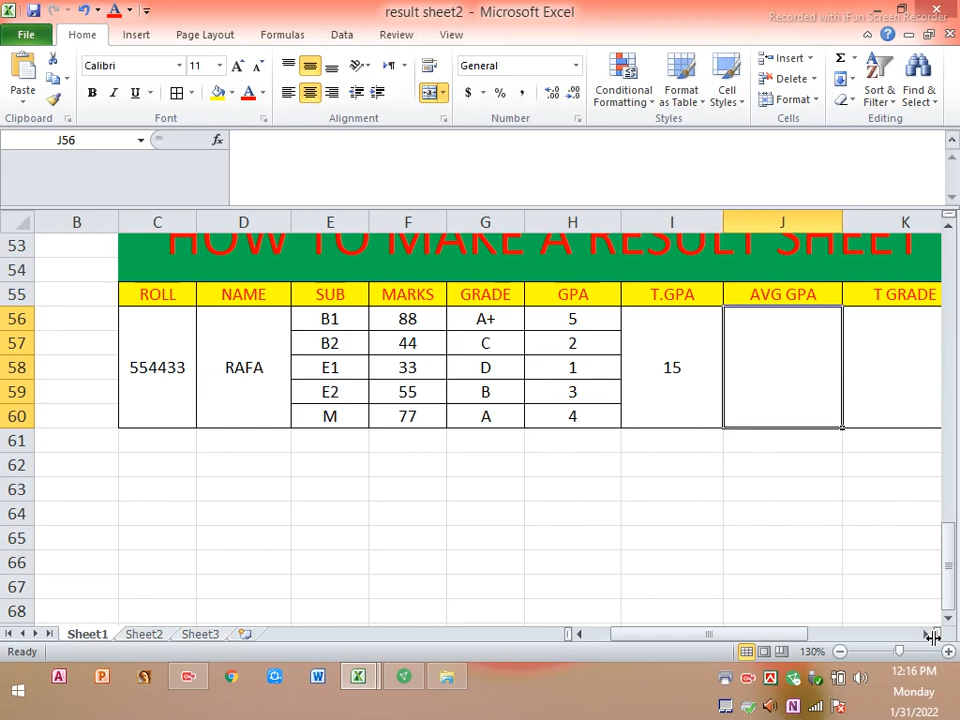 result sheet2 - Microsoft Excel
Recorded with iFun Screen Recorder
File Home Insert Page Layout Formulas Data Review View
Paste
Calibri 11
B I U
General
$ % ,
Conditional Formatting
Format as Table
Cell Styles
Insert
Delete
Format
Sort & Filter
Find & Select
Clipboard Font Alignment Number Styles Cells Editing
J56 fx
B C D E F G H I J K
53 HOW TO MAKE A RESULT SHEET
54
55 ROLL NAME SUB MARKS GRADE GPA T.GPA AVG GPA T GRADE
56 B1 88 A+ 5
57 B2 44 C 2
58 554433 RAFA E1 33 D 1 15
59 E2 55 B 3
60 M 77 A 4
61
62
63
64
65
66
67
68
Sheet1 Sheet2 Sheet3
Ready 130%
12:16 PM
Monday
1/31/2022